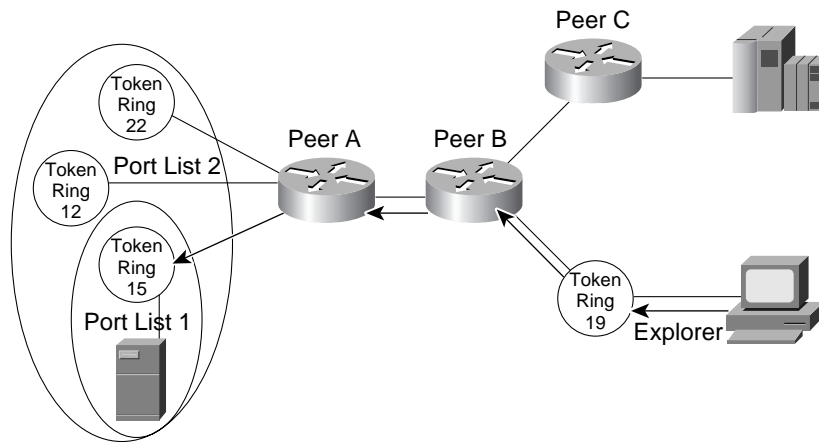 Peer C
Token
Ring
22
Peer A
Peer B
Token
Ring
12
Port List 2
Token
Ring
15
Port List 1
Token
Ring
19
Explorer